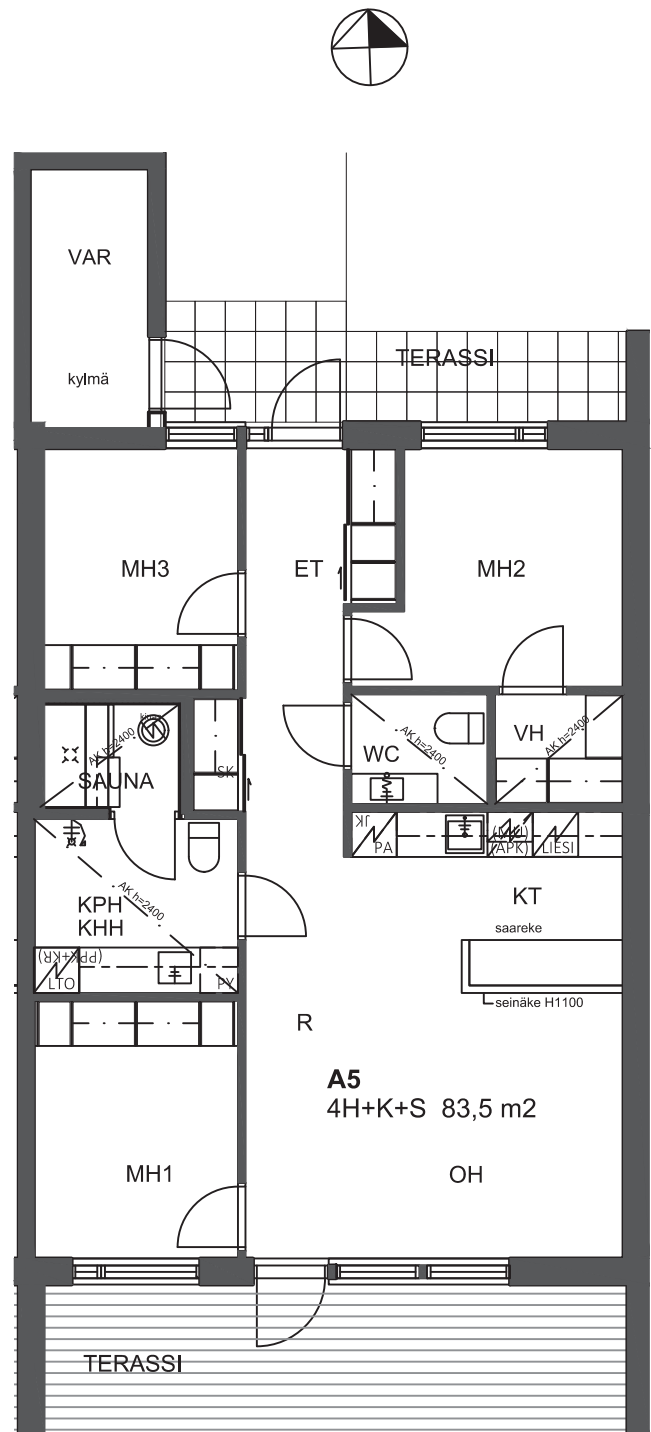 VAR
kylmä
TERASSI
MH3
ET
MH2
AK h=2400
SAUNA
SK
AK h=2400
WC
VH
AK h=2400
JK
PA
(MU)
(APK)
LIESI
KPH
KHH
AK h=2400
KT
saareke
(PPK+KR)
LTO
PY
seinäke H1100
R
A5
4H+K+S 83,5 m2
MH1
OH
TERASSI